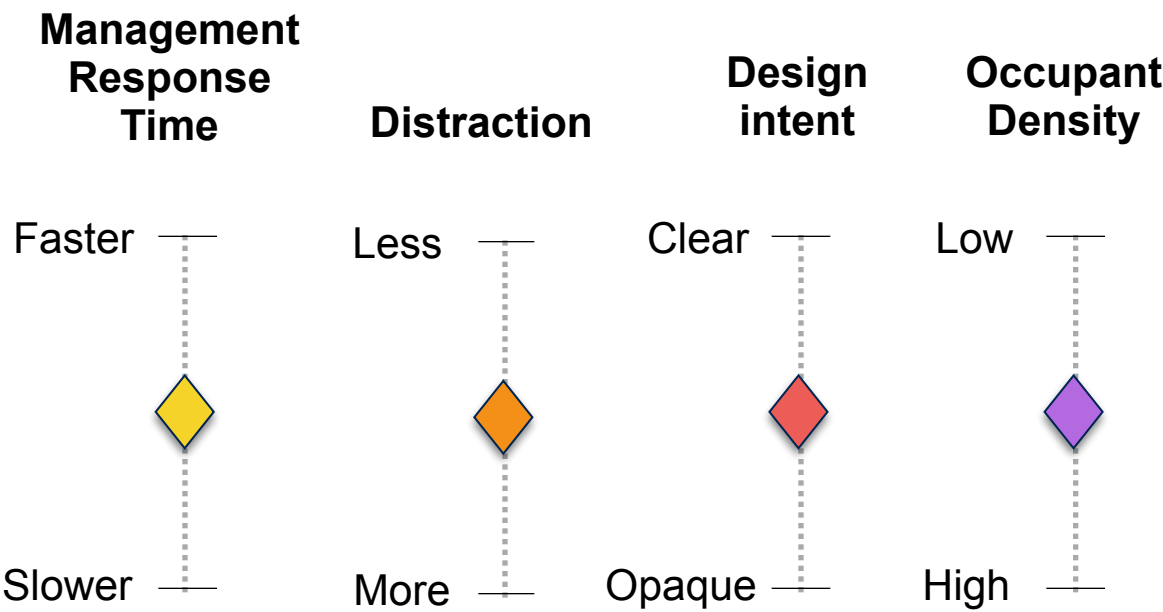 Management
Response
Time
Distraction
Design
intent
Occupant
Density
Faster
Less
Clear
Low
Slower
More
Opaque
High